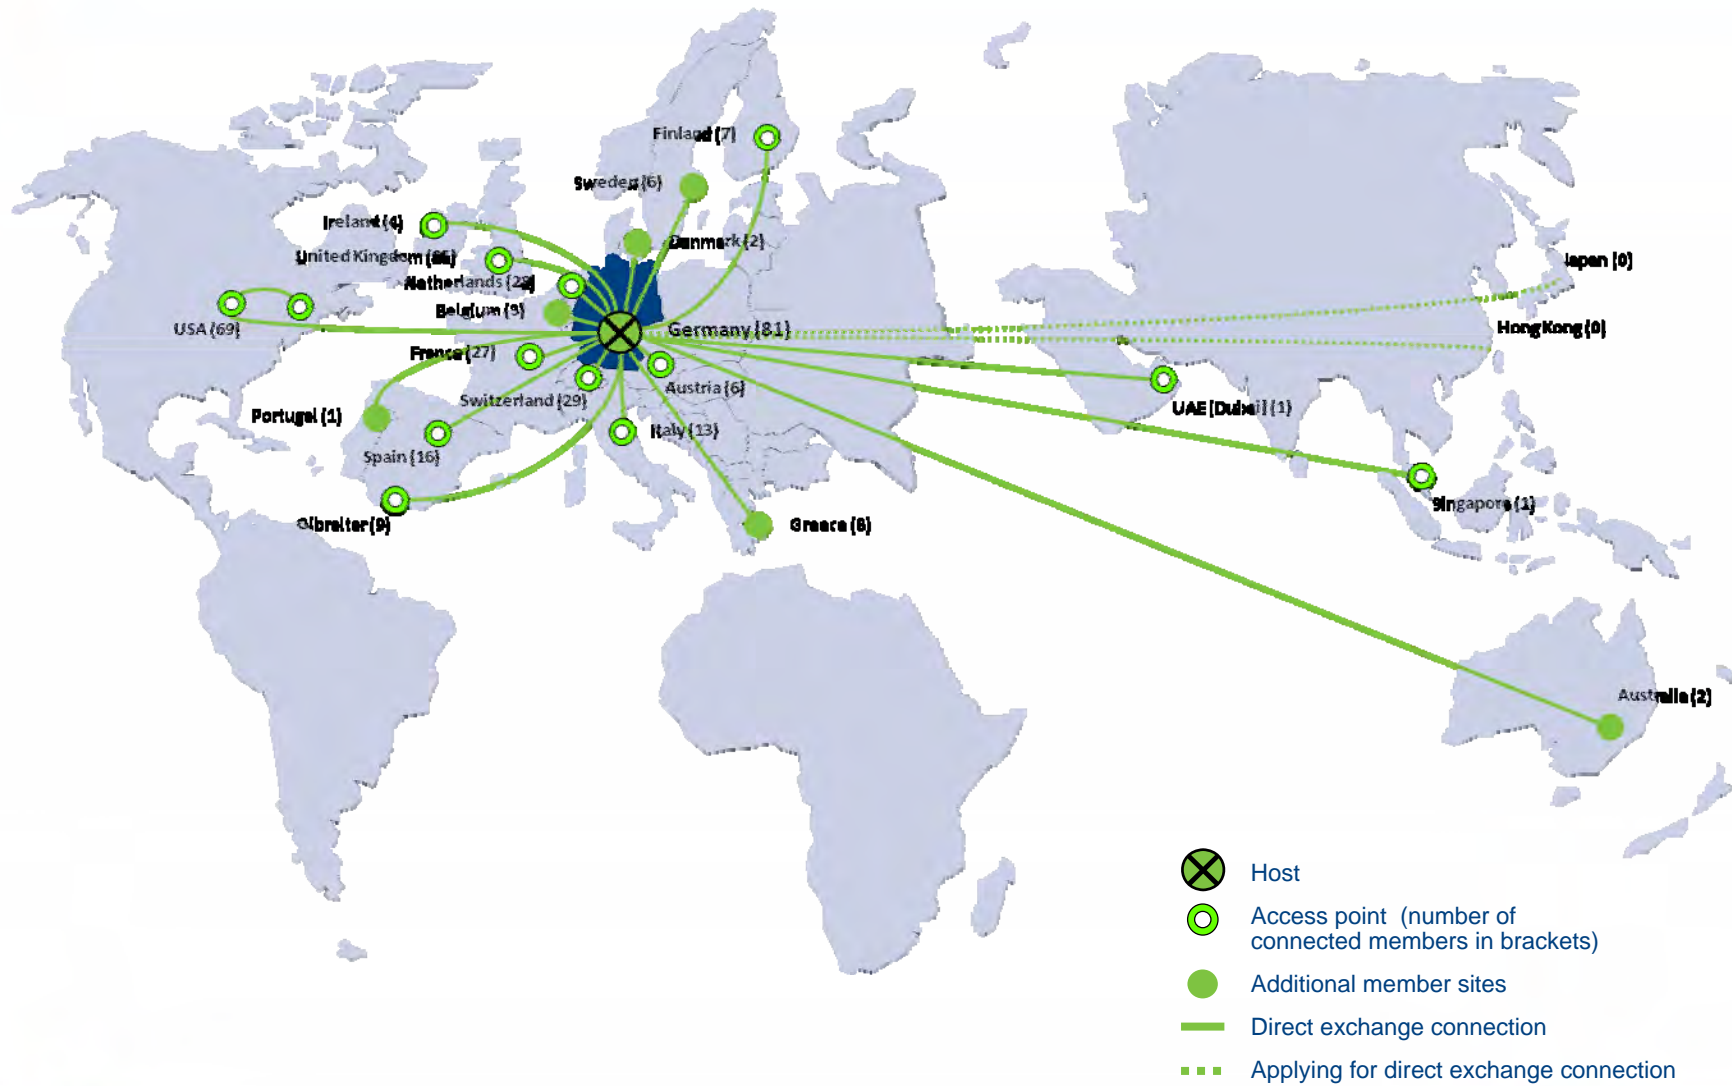 Finland (7)
Sweden (6)
Ireland (4)
Denmark (2)
United Kingdom
Japan (0)
Netherlands
Belgium
USA (69)
Germany (81)
Hong Kong (0)
France (27)
Austria (6)
Switzerland (29)
UAE [Dubai] (1)
Portugal (1)
Italy (13)
Spain (16)
Singapore (1)
Gibralter (9)
Greece
Australia (2)
Host
Access point (number of
connected members in brackets)
Additional member sites
Direct exchange connection
Applying for direct exchange connection